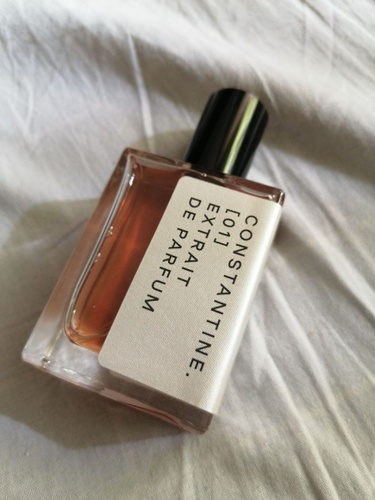 CONSTANTINE.
[01]
EXTRAIT
DE PARFUM